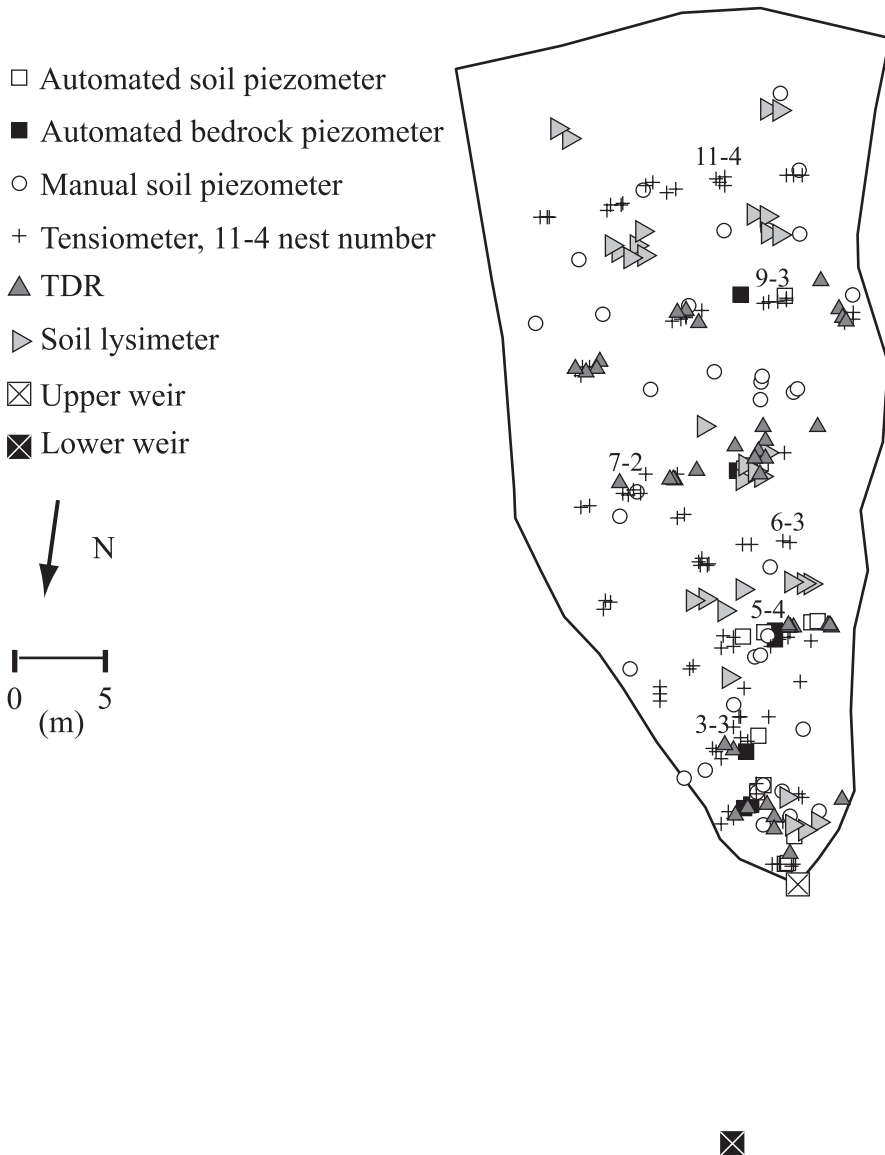 Automated soil piezometer
Automated bedrock piezometer
Manual soil piezometer
Tensiometer, 11-4 nest number
TDR
Soil lysimeter
Upper weir
Lower weir
N
0 5
(m)
11-4
9-3
7-2
6-3
5-4
3-3